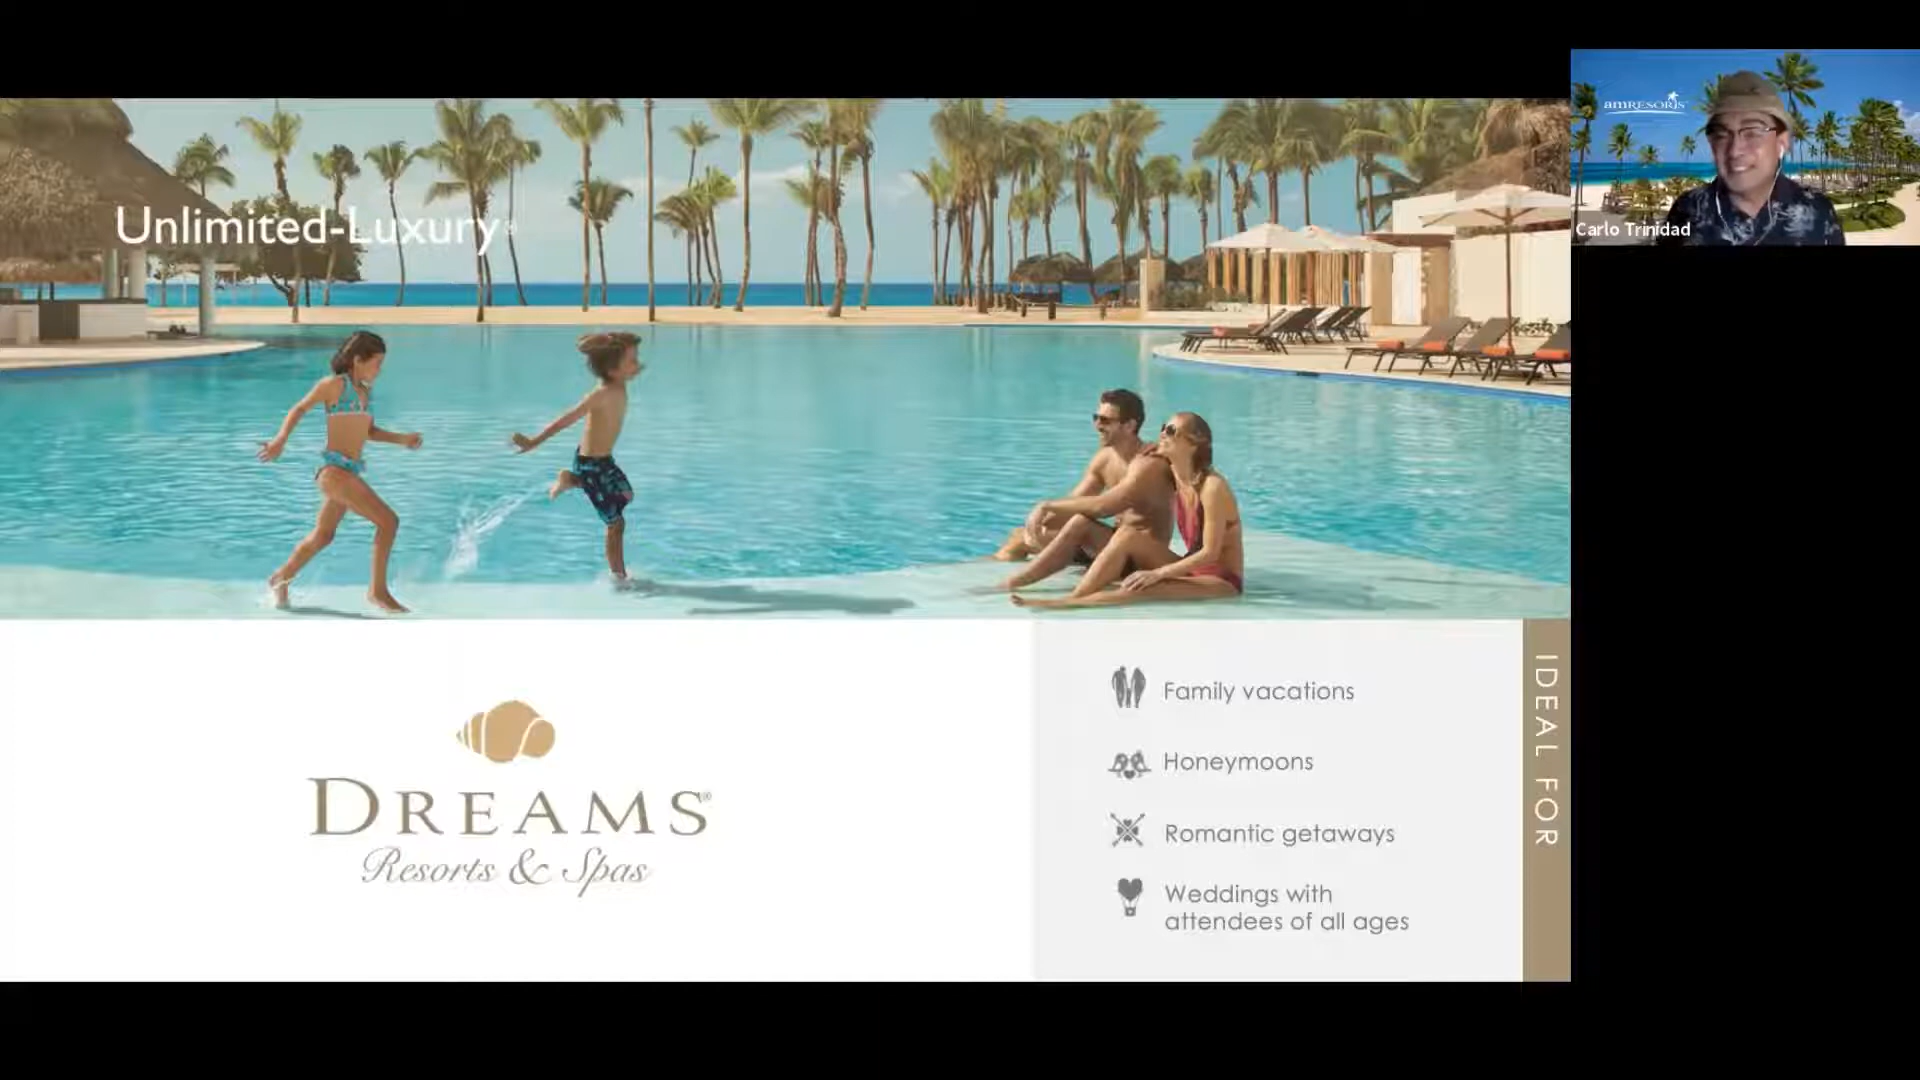 Unlimited-Luxury®
amRESORTS
Carlo Trinidad
DREAMS®
Resorts & Spas
Family vacations
Honeymoons
Romantic getaways
Weddings with
attendees of all ages
IDEAL FOR